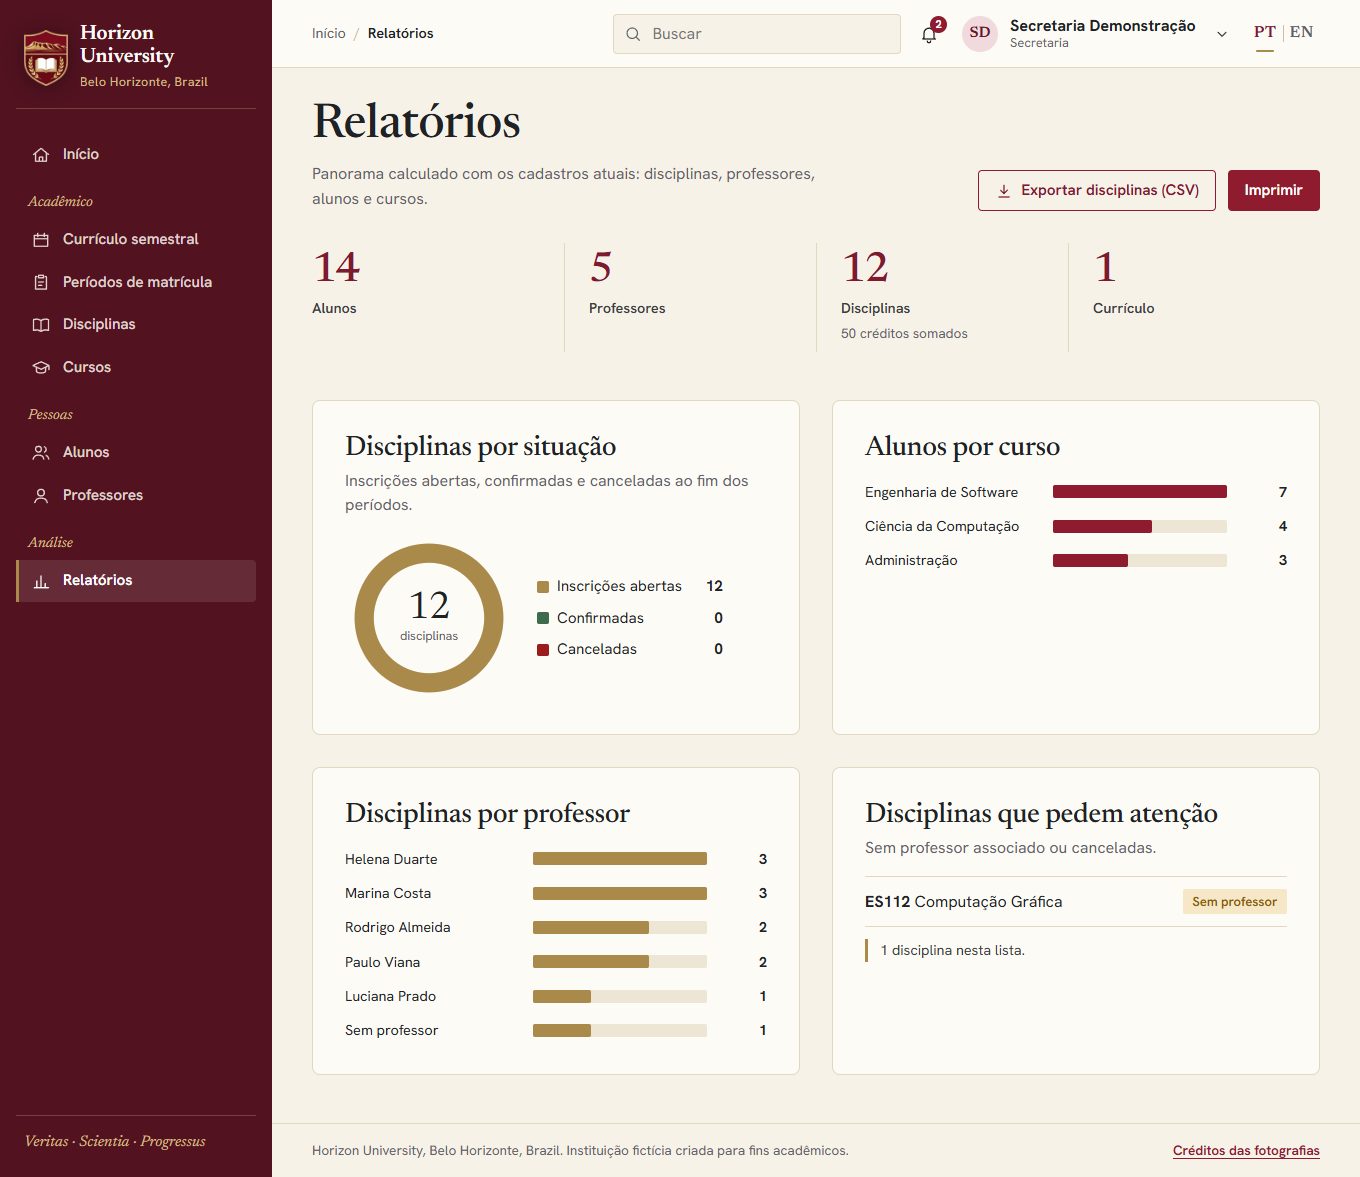 Horizon
University
Belo Horizonte, Brazil
Início
Acadêmico
Currículo semestral
Períodos de matrícula
Disciplinas
Cursos
Pessoas
Alunos
Professores
Análise
Relatórios
Veritas · Scientia · Progressus
Início / Relatórios
Buscar
2
SD
Secretaria Demonstração
Secretaria
PT | EN
Relatórios
Panorama calculado com os cadastros atuais: disciplinas, professores,
alunos e cursos.
Exportar disciplinas (CSV)
Imprimir
14
Alunos
5
Professores
12
Disciplinas
50 créditos somados
1
Currículo
Disciplinas por situação
Inscrições abertas, confirmadas e canceladas ao fim dos
períodos.
12
disciplinas
Inscrições abertas 12
Confirmadas 0
Canceladas 0
Alunos por curso
Engenharia de Software 7
Ciência da Computação 4
Administração 3
Disciplinas por professor
Helena Duarte 3
Marina Costa 3
Rodrigo Almeida 2
Paulo Viana 2
Luciana Prado 1
Sem professor 1
Disciplinas que pedem atenção
Sem professor associado ou canceladas.
ES112 Computação Gráfica Sem professor
1 disciplina nesta lista.
Horizon University, Belo Horizonte, Brazil. Instituição fictícia criada para fins acadêmicos.
Créditos das fotografias